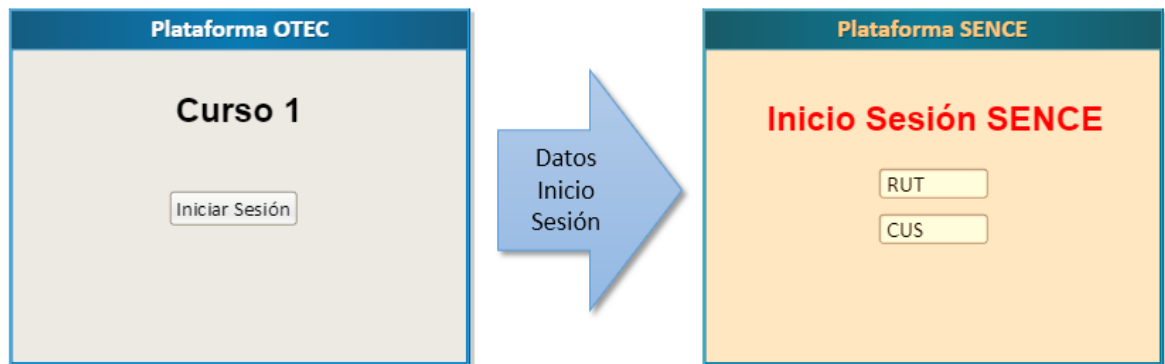 Plataforma OTEC
Curso 1
Iniciar Sesión
Datos
Inicio
Sesión
Plataforma SENCE
Inicio Sesión SENCE
RUT
CUS